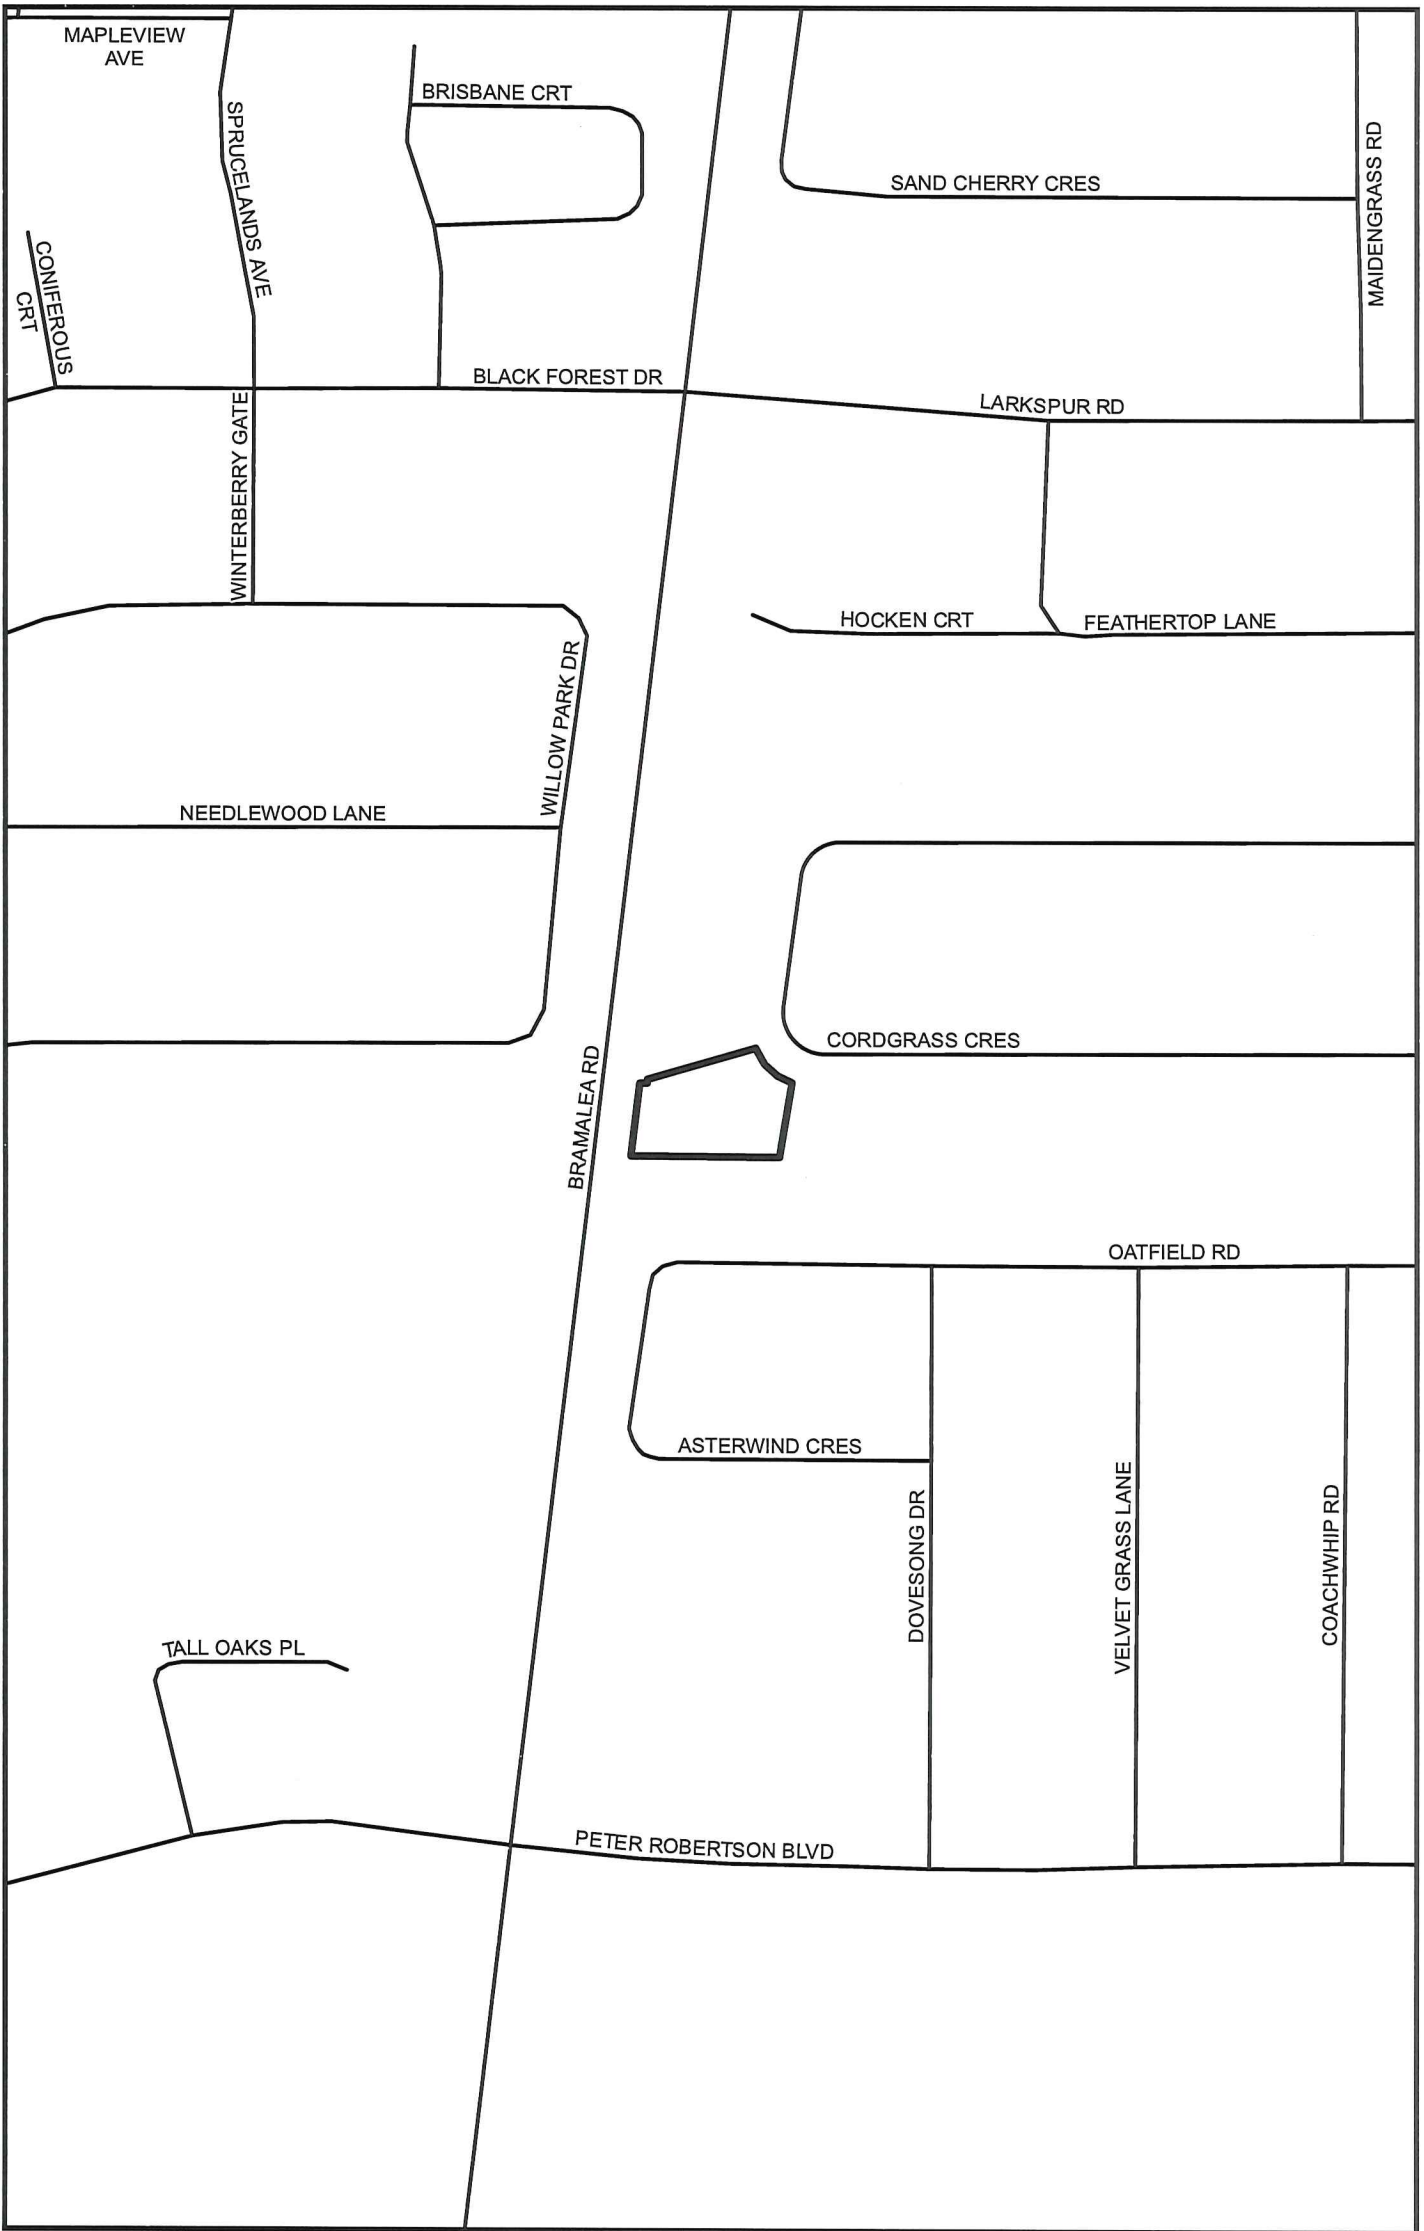 MAPLEVIEW
AVE
BRISBANE CRT
SPRUCELANDS AVE
SAND CHERRY CRES
MAIDENGRASS RD
CONIFEROUS
CRT
BLACK FOREST DR
LARKSPUR RD
WINTERBERRY GATE
HOCKEN CRT
FEATHERTOP LANE
WILLOW PARK DR
NEEDLEWOOD LANE
CORDGRASS CRES
BRAMALEA RD
OATFIELD RD
ASTERWIND CRES
DOVESONG DR
VELVET GRASS LANE
COACHWHIP RD
TALL OAKS PL
PETER ROBERTSON BLVD